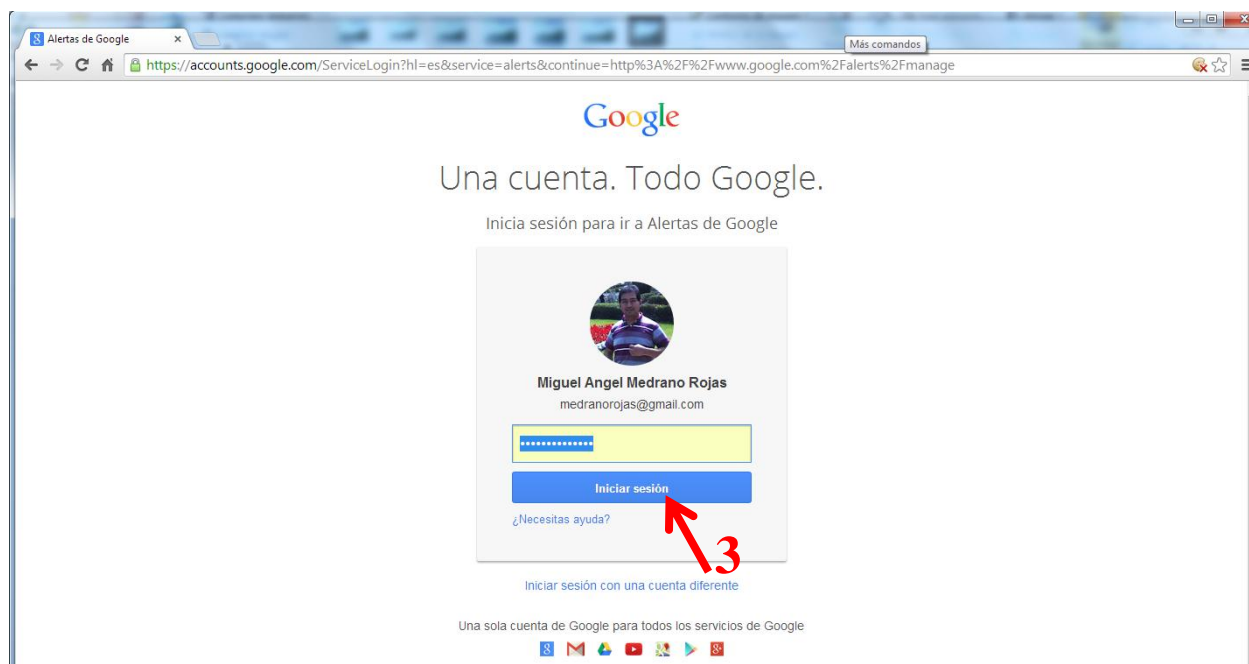 Alertas de Google
Más comandos
https://accounts.google.com/ServiceLogin?hl=es&service=alerts&continue=http%3A%2F%2Fwww.google.com%2Falerts%2Fmanage
Google
Una cuenta. Todo Google.
Inicia sesión para ir a Alertas de Google
Miguel Angel Medrano Rojas
medranorojas@gmail.com
Iniciar sesión
¿Necesitas ayuda?
3
Iniciar sesión con una cuenta diferente
Una sola cuenta de Google para todos los servicios de Google